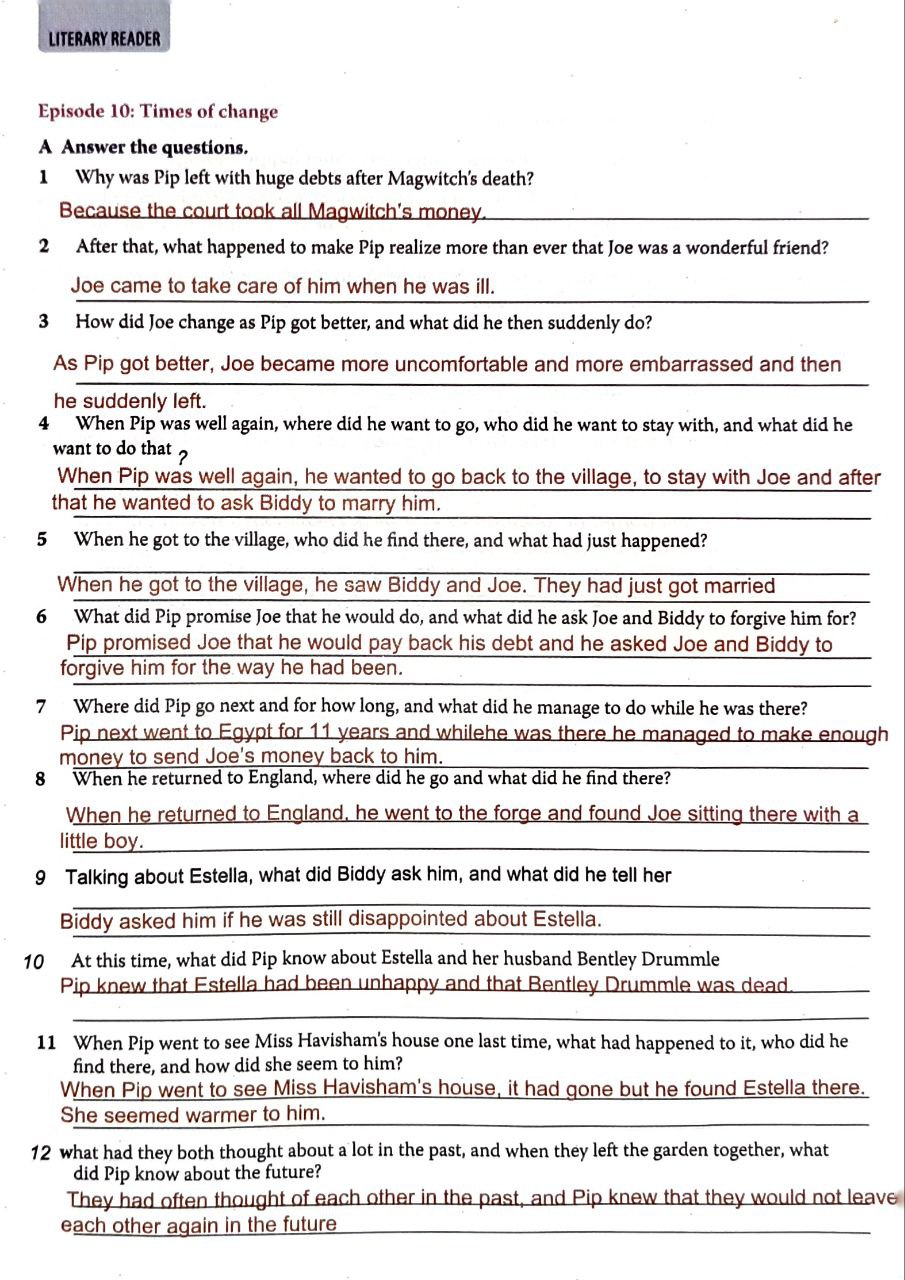 LITERARY READER
Episode 10: Times of change
A Answer the questions.
1 Why was Pip left with huge debts after Magwitch's death?
Because the court took all Magwitch's money.
2 After that, what happened to make Pip realize more than ever that Joe was a wonderful friend?
Joe came to take care of him when he was ill.
3 How did Joe change as Pip got better, and what did he then suddenly do?
As Pip got better, Joe became more uncomfortable and more embarrassed and then
he suddenly left.
4 When Pip was well again, where did he want to go, who did he want to stay with, and what did he
want to do that ?
When Pip was well again, he wanted to go back to the village, to stay with Joe and after
that he wanted to ask Biddy to marry him.
5 When he got to the village, who did he find there, and what had just happened?
When he got to the village, he saw Biddy and Joe. They had just got married
6 What did Pip promise Joe that he would do, and what did he ask Joe and Biddy to forgive him for?
Pip promised Joe that he would pay back his debt and he asked Joe and Biddy to
forgive him for the way he had been.
7 Where did Pip go next and for how long, and what did he manage to do while he was there?
Pip next went to Egypt for 11 years and whilehe was there he managed to make enough
money to send Joe's money back to him.
8 When he returned to England, where did he go and what did he find there?
When he returned to England, he went to the forge and found Joe sitting there with a
little boy.
9 Talking about Estella, what did Biddy ask him, and what did he tell her
Biddy asked him if he was still disappointed about Estella.
10 At this time, what did Pip know about Estella and her husband Bentley Drummle
Pip knew that Estella had been unhappy and that Bentley Drummle was dead.
11 When Pip went to see Miss Havisham's house one last time, what had happened to it, who did he
find there, and how did she seem to him?
When Pip went to see Miss Havisham's house, it had gone but he found Estella there.
She seemed warmer to him.
12 what had they both thought about a lot in the past, and when they left the garden together, what
did Pip know about the future?
They had often thought of each other in the past, and Pip knew that they would not leave
each other again in the future